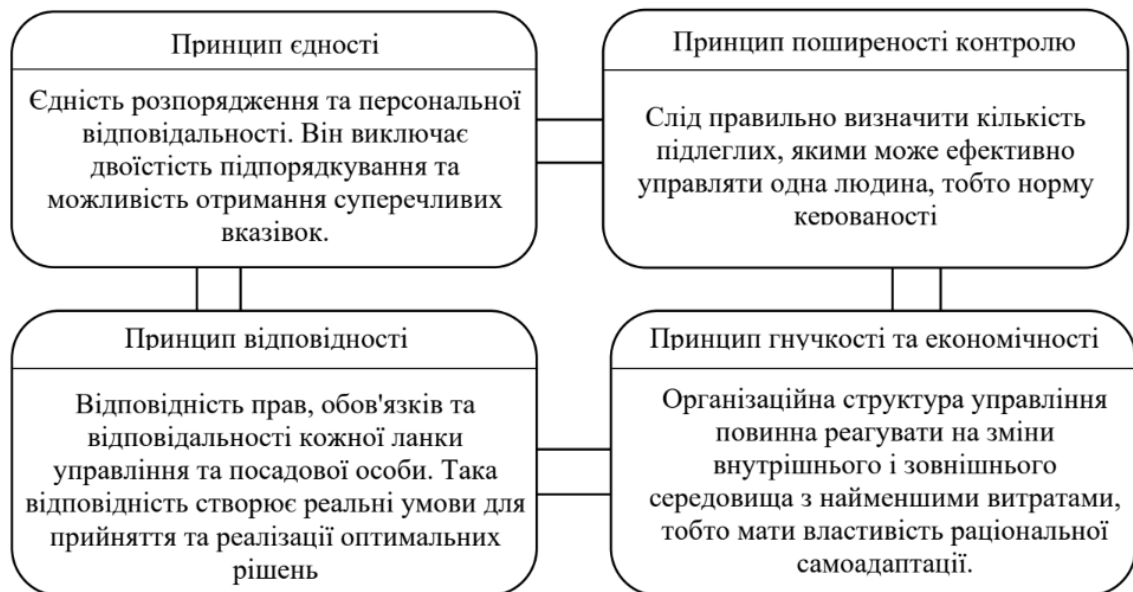 Принцип єдності
Єдність розпорядження та персональної
відповідальності. Він виключає
двоїстість підпорядкування та
можливість отримання суперечливих
вказівок.
Принцип поширеності контролю
Слід правильно визначити кількість
підлеглих, якими може ефективно
управляти одна людина, тобто норму
керованості
Принцип відповідності
Відповідність прав, обов'язків та
відповідальності кожної ланки
управління та посадової особи. Така
відповідність створює реальні умови для
прийняття та реалізації оптимальних
рішень
Принцип гнучкості та економічності
Організаційна структура управління
повинна реагувати на зміни
внутрішнього і зовнішнього
середовища з найменшими витратами,
тобто мати властивість раціональної
самоадаптації.